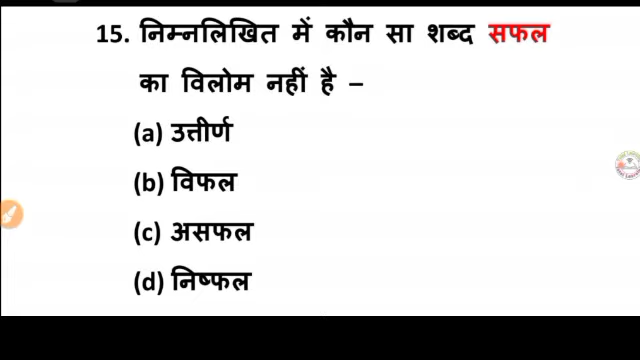 15. निम्नलिखित में कौन सा शब्द सफल
का विलोम नहीं है –
(a) उत्तीर्ण
(b) विफल
(c) असफल
(d) निष्फल